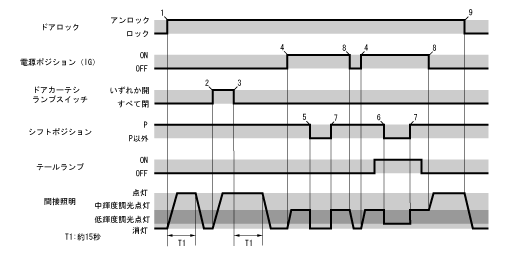 1 9
ドアロック アンロック
ロック
4 8 4 8
電源ポジション(IG) ON
OFF
2 3
ドアカーテシ
ランプスイッチ いずれか開
すべて閉
シフトポジション P 5 7 6 7
P以外
テールランプ ON
OFF
間接照明 点灯
中輝度調光点灯
低輝度調光点灯
消灯
T1:約15秒 T1 T1